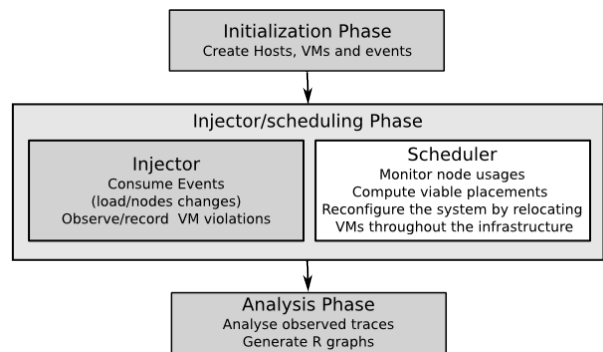 Initialization Phase
Create Hosts, VMs and events
Injector/scheduling Phase
Injector
Consume Events
(load/nodes changes)
Observe/record VM violations
Scheduler
Monitor node usages
Compute viable placements
Reconfigure the system by relocating
VMs throughout the infrastructure
Analysis Phase
Analyse observed traces
Generate R graphs